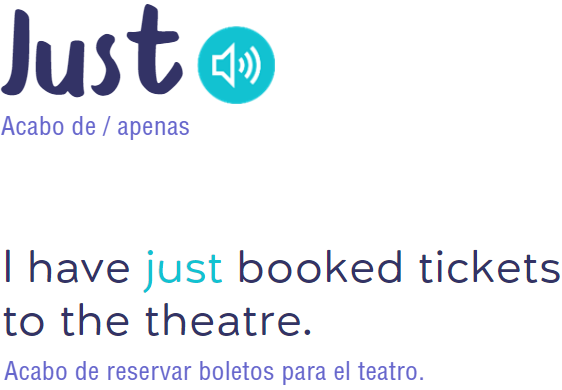 Just
Acabo de / apenas
I have just booked tickets
to the theatre.
Acabo de reservar boletos para el teatro.